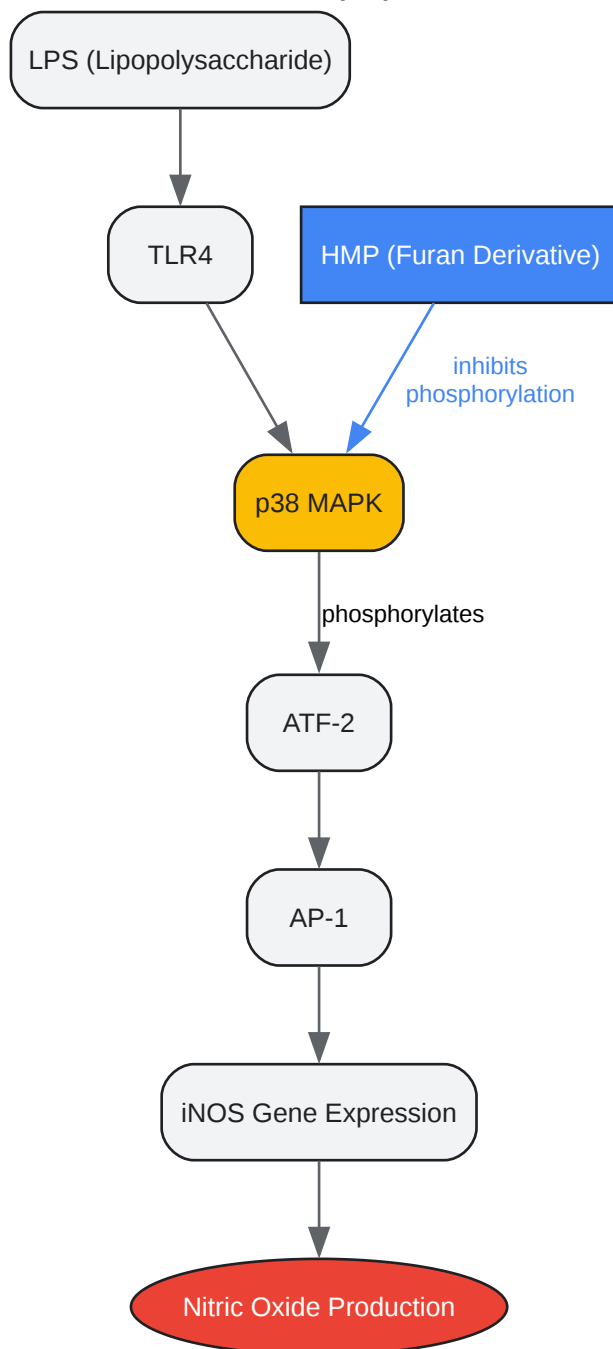 LPS (Lipopolysaccharide)
TLR4
HMP (Furan Derivative)
inhibits
phosphorylation
p38 MAPK
phosphorylates
ATF-2
AP-1
iNOS Gene Expression
Nitric Oxide Production